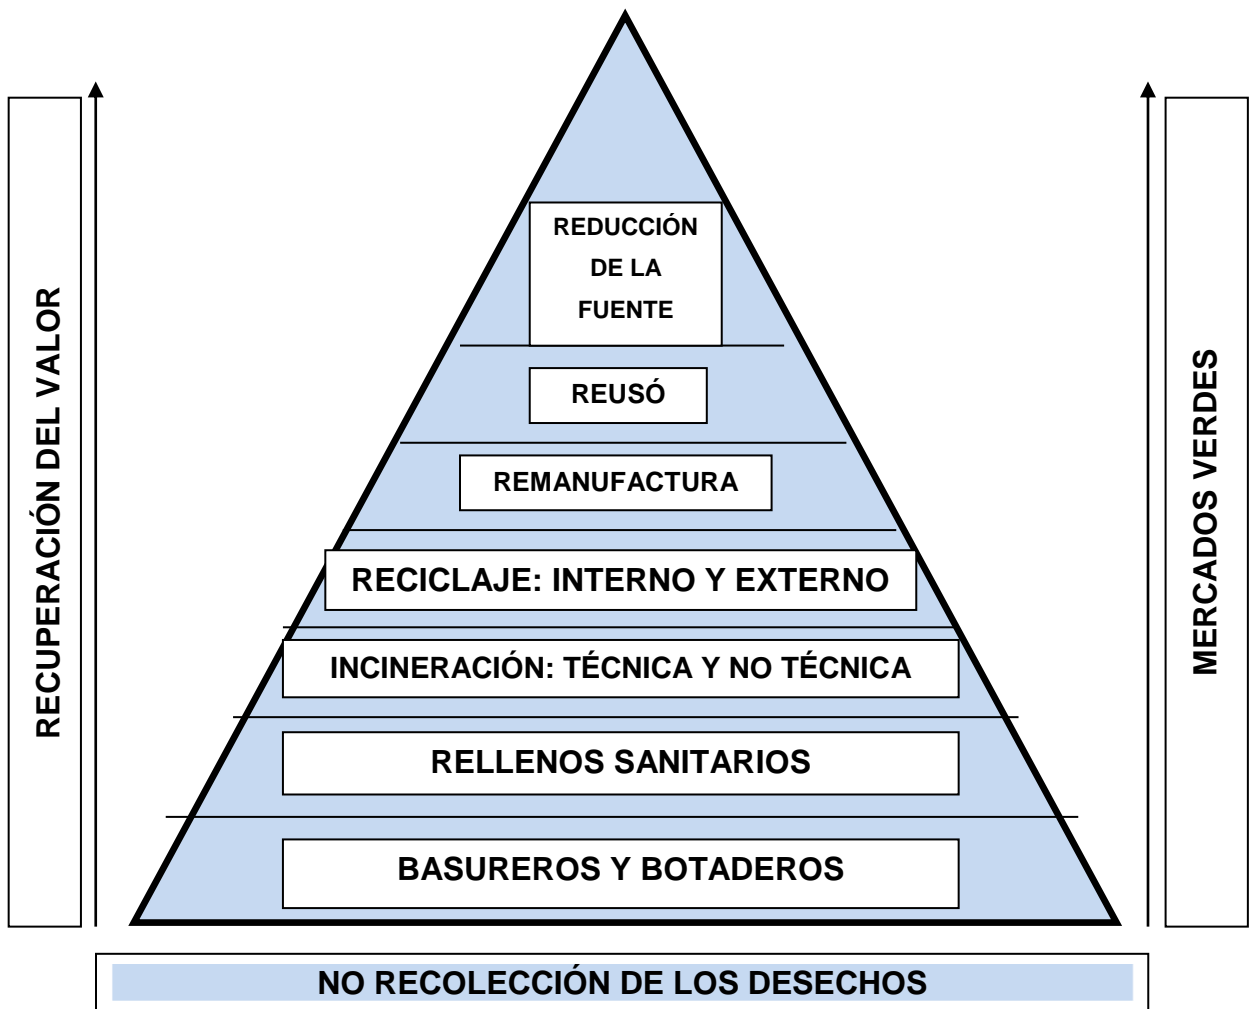 REDUCCIÓN
DE LA
FUENTE
REUSÓ
REMANUFACTURA
RECICLAJE: INTERNO Y EXTERNO
INCINERACIÓN: TÉCNICA Y NO TÉCNICA
RELLENOS SANITARIOS
BASUREROS Y BOTADEROS
NO RECOLECCIÓN DE LOS DESECHOS
RECUPERACIÓN DEL VALOR
MERCADOS VERDES